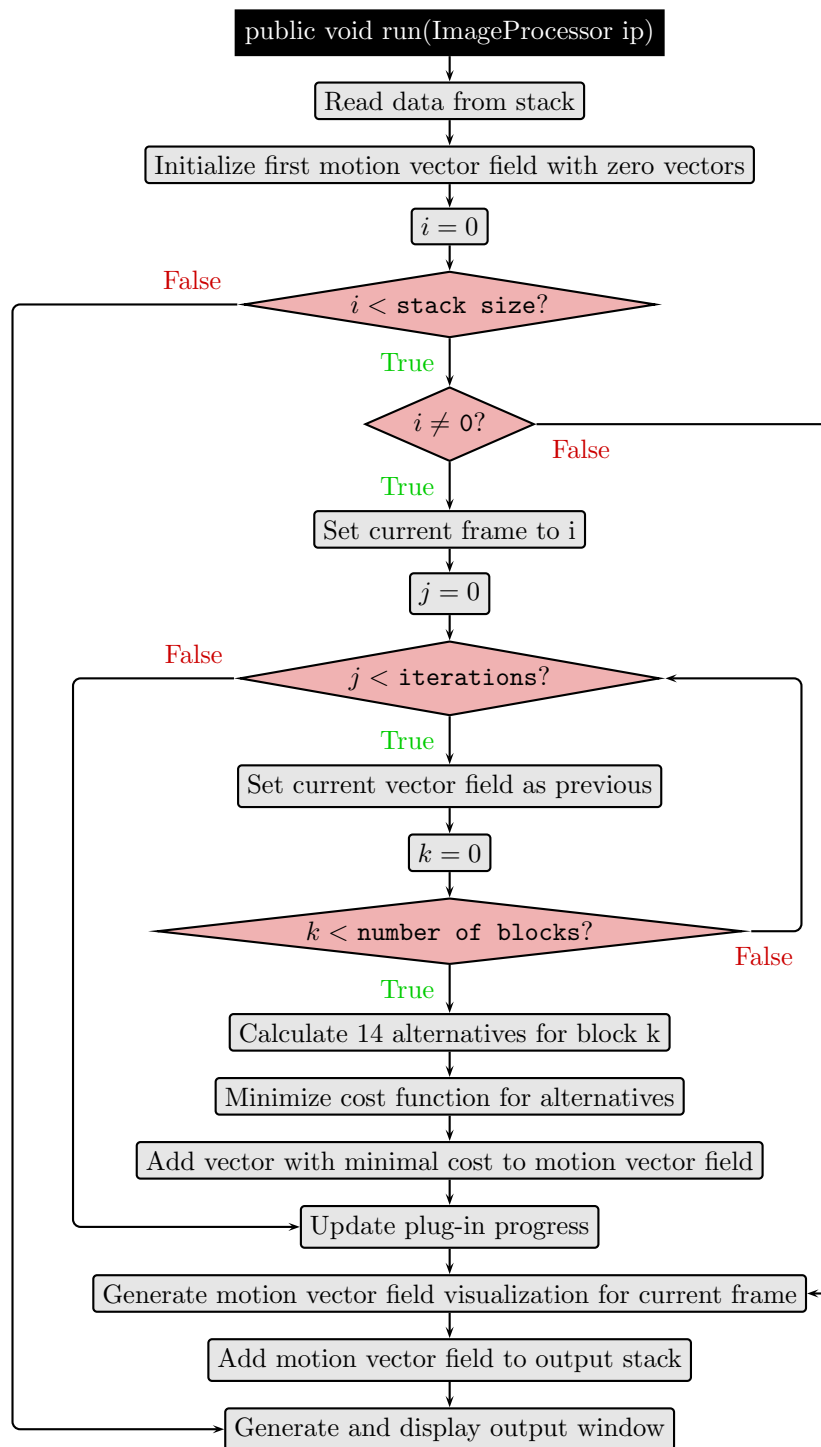 public void run(ImageProcessor ip)
Read data from stack
Initialize first motion vector field with zero vectors
i = 0
False
i < stack size?
True
i ≠ 0?
False
True
Set current frame to i
j = 0
False
j < iterations?
True
Set current vector field as previous
k = 0
k < number of blocks?
False
True
Calculate 14 alternatives for block k
Minimize cost function for alternatives
Add vector with minimal cost to motion vector field
Update plug-in progress
Generate motion vector field visualization for current frame
Add motion vector field to output stack
Generate and display output window